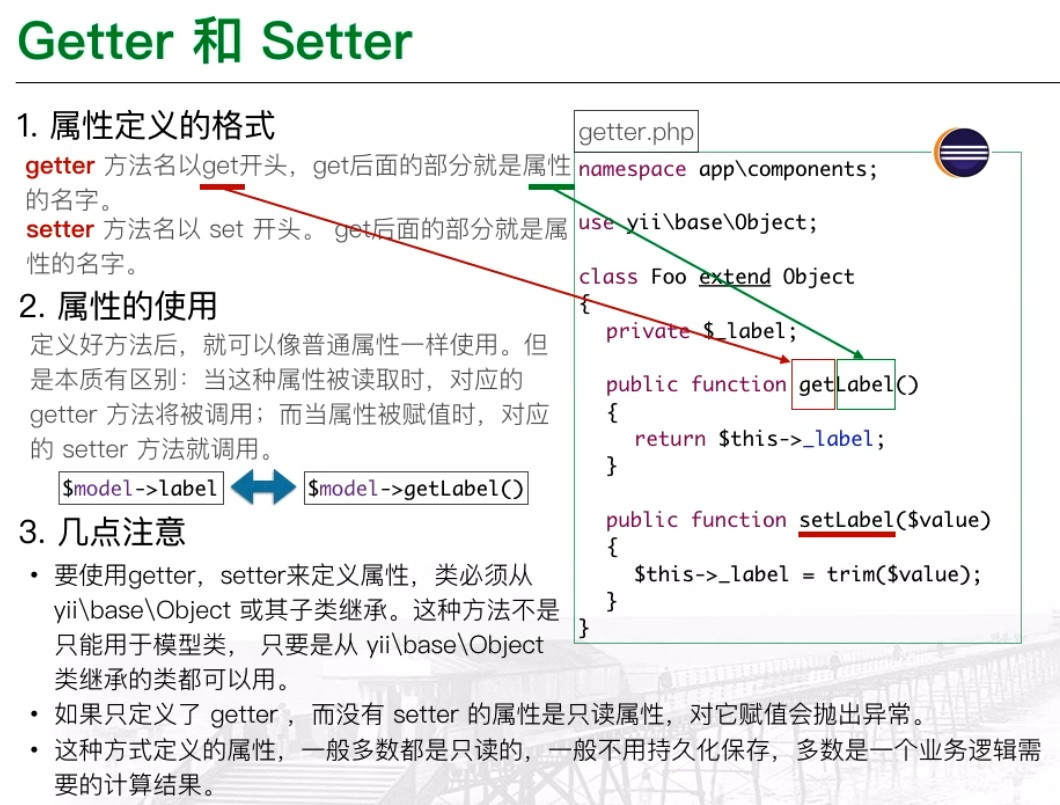 Getter 和 Setter
1. 属性定义的格式
getter 方法名以get开头，get后面的部分就是属性
的名字。
setter 方法名以 set 开头。 get后面的部分就是属
性的名字。
2. 属性的使用
定义好方法后，就可以像普通属性一样使用。但
是本质有区别：当这种属性被读取时，对应的
getter 方法将被调用；而当属性被赋值时，对应
的 setter 方法就调用。
$model->label
$model->getLabel()
3. 几点注意
• 要使用getter，setter来定义属性，类必须从
yii\base\Object 或其子类继承。这种方法不是
只能用于模型类， 只要是从 yii\base\Object
类继承的类都可以用。
• 如果只定义了 getter ，而没有 setter 的属性是只读属性，对它赋值会抛出异常。
• 这种方式定义的属性，一般多数都是只读的，一般不用持久化保存，多数是一个业务逻辑需
要的计算结果。
getter.php
namespace app\components;
use yii\base\Object;
class Foo extend Object
{
private $_label;
public function getLabel()
{
return $this->_label;
}
public function setLabel($value)
{
$this->_label = trim($value);
}
}